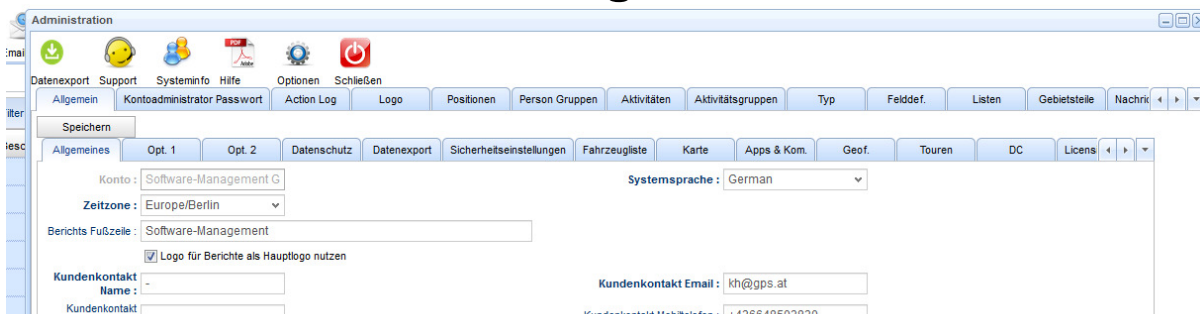 Administration
Datenexport Support Systeminfo Hilfe Optionen Schließen
Allgemein Kontoadministrator Passwort Action Log Logo Positionen Person Gruppen Aktivitäten Aktivitätsgruppen Typ Felddef. Listen Gebietsteile
Speichern
Allgemeines Opt. 1 Opt. 2 Datenschutz Datenexport Sicherheitseinstellungen Fahrzeugliste Karte Apps & Kom. Geof. Touren DC Licens
Konto : Software-Management G Systemsprache : German
Zeitzone : Europe/Berlin
Berichts Fußzeile : Software-Management
Logo für Berichte als Hauptlogo nutzen
Kundenkontakt
Name : - Kundenkontakt Email : kh@gps.at
Kundenkontakt